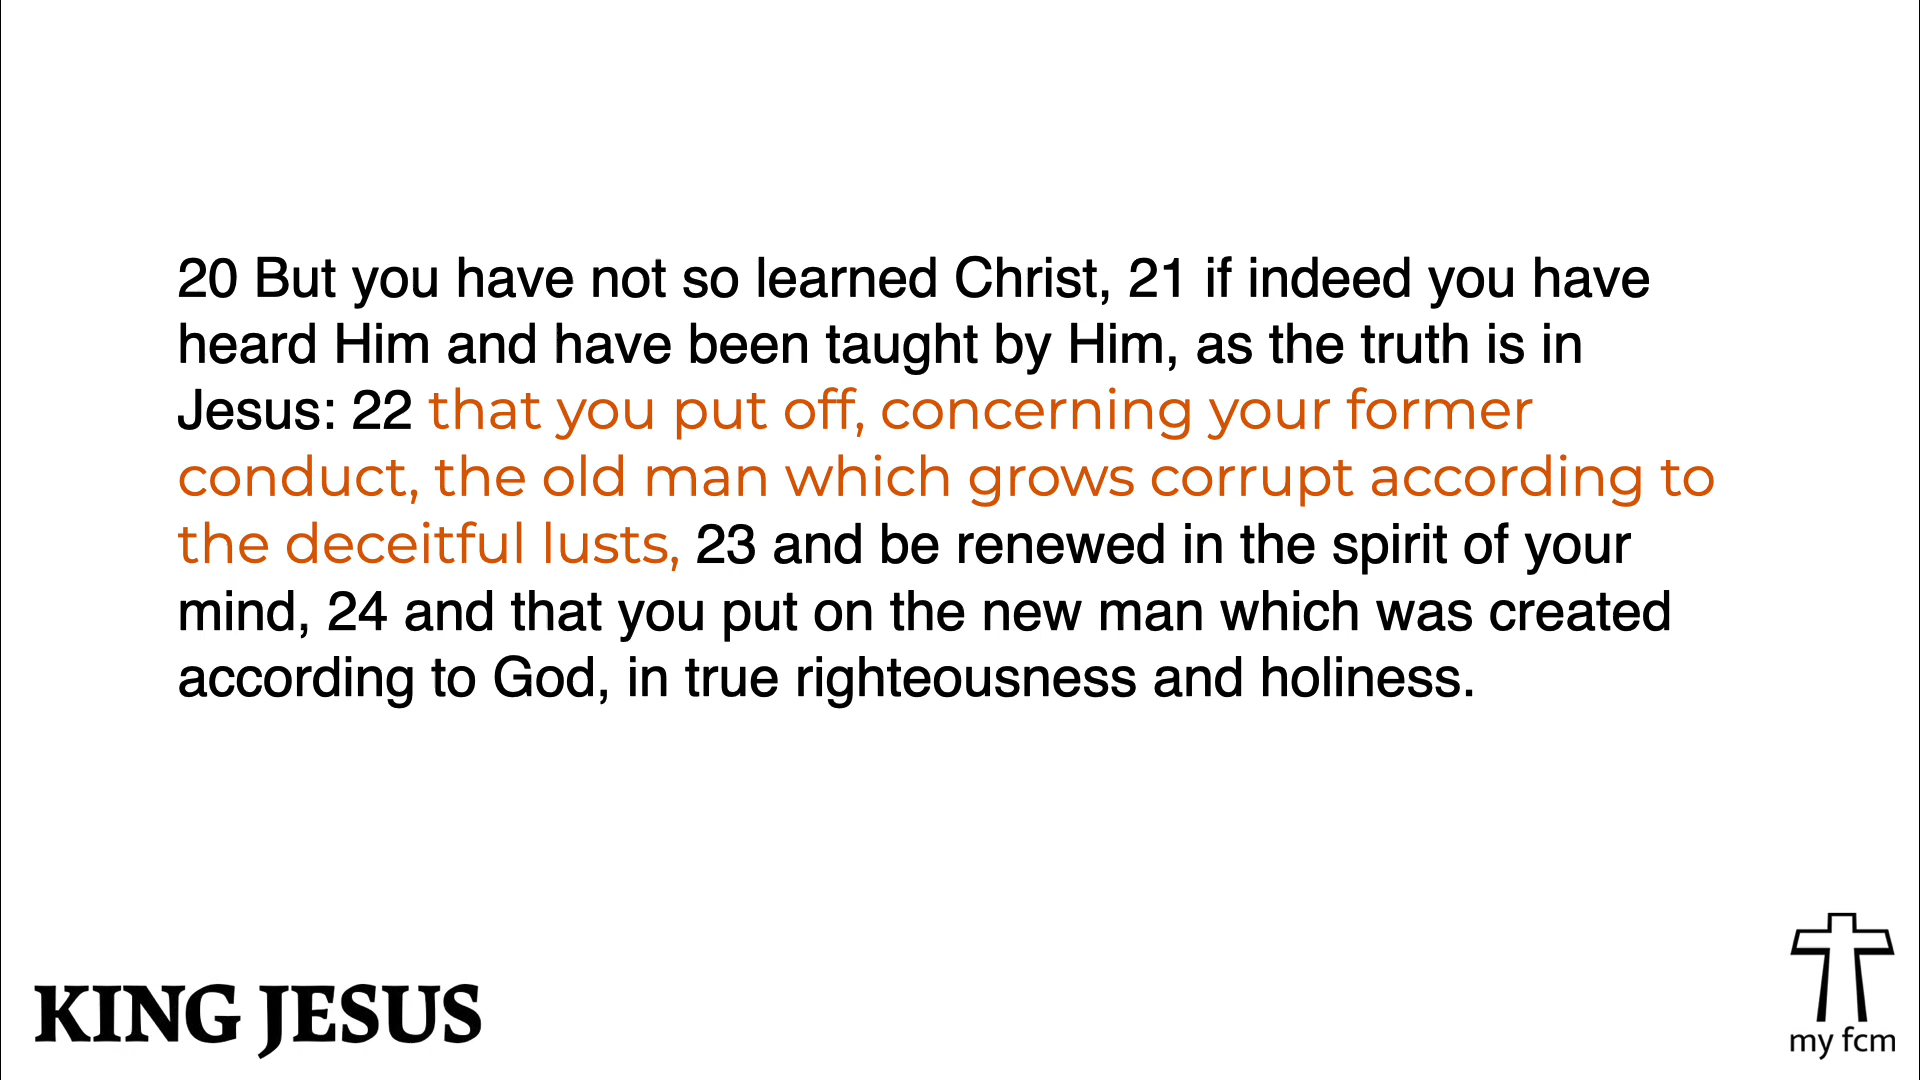 20 But you have not so learned Christ, 21 if indeed you have
heard Him and have been taught by Him, as the truth is in
Jesus: 22 that you put off, concerning your former
conduct, the old man which grows corrupt according to
the deceitful lusts, 23 and be renewed in the spirit of your
mind, 24 and that you put on the new man which was created
according to God, in true righteousness and holiness.
KING JESUS
my fcm